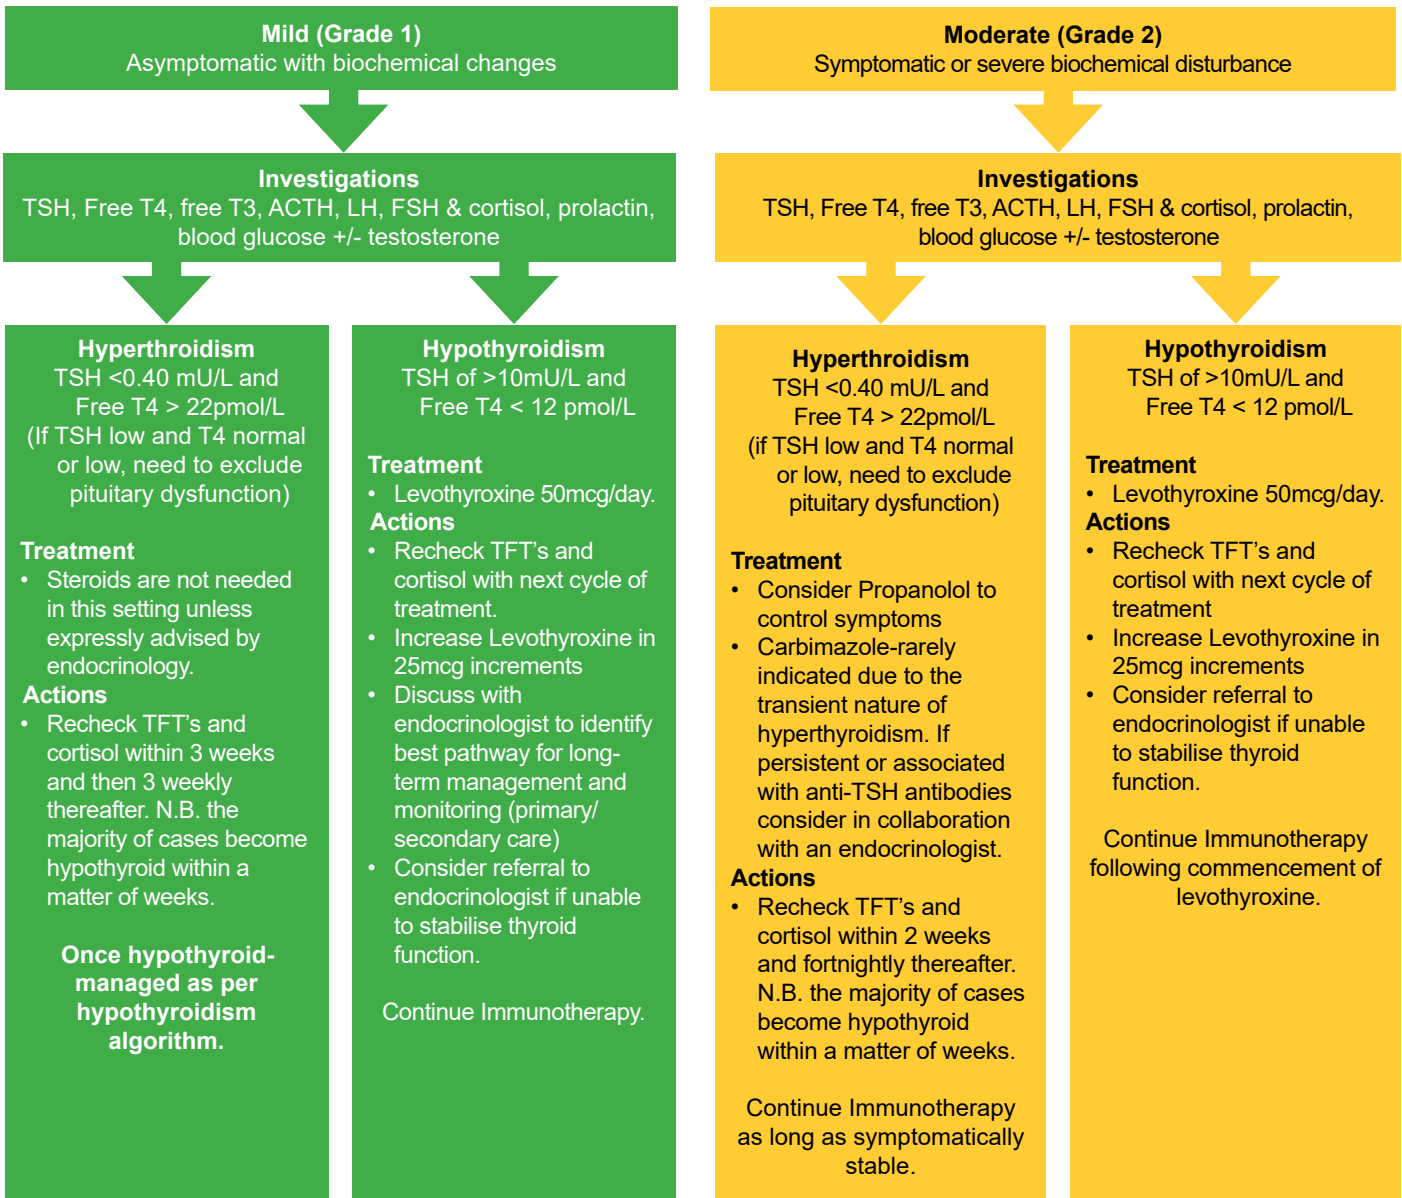 Mild (Grade 1)
Asymptomatic with biochemical changes
Investigations
TSH, Free T4, free T3, ACTH, LH, FSH & cortisol, prolactin,
blood glucose +/- testosterone
Hyperthroidism
TSH <0.40 mU/L and
Free T4 > 22pmol/L
(If TSH low and T4 normal
or low, need to exclude
pituitary dysfunction)
Treatment
• Steroids are not needed
in this setting unless
expressly advised by
endocrinology.
Actions
• Recheck TFT's and
cortisol within 3 weeks
and then 3 weekly
thereafter. N.B. the
majority of cases become
hypothyroid within a
matter of weeks.
Once hypothyroid-
managed as per
hypothyroidism
algorithm.
Hypothyroidism
TSH of >10mU/L and
Free T4 < 12 pmol/L
Treatment
• Levothyroxine 50mcg/day.
Actions
• Recheck TFT's and
cortisol with next cycle of
treatment.
• Increase Levothyroxine in
25mcg increments
• Discuss with
endocrinologist to identify
best pathway for long-
term management and
monitoring (primary/
secondary care)
• Consider referral to
endocrinologist if unable
to stabilise thyroid
function.
Continue Immunotherapy.
Moderate (Grade 2)
Symptomatic or severe biochemical disturbance
Investigations
TSH, Free T4, free T3, ACTH, LH, FSH & cortisol, prolactin,
blood glucose +/- testosterone
Hyperthroidism
TSH <0.40 mU/L and
Free T4 > 22pmol/L
(if TSH low and T4 normal
or low, need to exclude
pituitary dysfunction)
Treatment
• Consider Propanolol to
control symptoms
• Carbimazole-rarely
indicated due to the
transient nature of
hyperthyroidism. If
persistent or associated
with anti-TSH antibodies
consider in collaboration
with an endocrinologist.
Actions
• Recheck TFT's and
cortisol within 2 weeks
and fortnightly thereafter.
N.B. the majority of cases
become hypothyroid
within a matter of weeks.
Continue Immunotherapy
as long as symptomatically
stable.
Hypothyroidism
TSH of >10mU/L and
Free T4 < 12 pmol/L
Treatment
• Levothyroxine 50mcg/day.
Actions
• Recheck TFT's and
cortisol with next cycle of
treatment
• Increase Levothyroxine in
25mcg increments
• Consider referral to
endocrinologist if unable
to stabilise thyroid
function.
Continue Immunotherapy
following commencement of
levothyroxine.